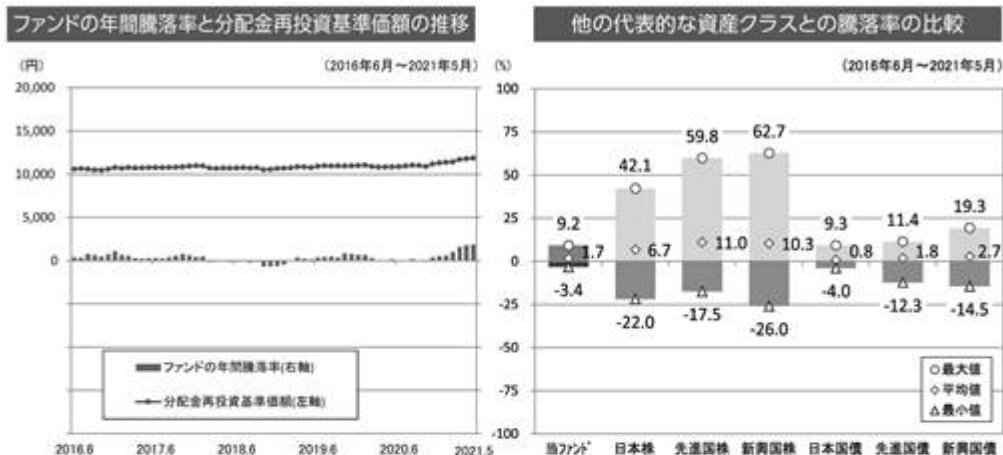 ファンドの年間騰落率と分配金再投資基準価額の推移
(円)
(2016年6月～2021年5月)
(%)
20,000
100
15,000
75
50
10,000
25
5,000
0
0
-25
-50
-75
-100
ファンドの年間騰落率(右軸)
分配金再投資基準価額(左軸)
2016.6
2017.6
2018.6
2019.6
2020.6
2021.5
他の代表的な資産クラスとの騰落率の比較
(2016年6月～2021年5月)
9.2
1.7
-3.4
42.1
6.7
-22.0
59.8
11.0
-17.5
62.7
10.3
-26.0
9.3
0.8
-4.0
11.4
1.8
-12.3
19.3
2.7
-14.5
最大値
平均値
最小値
当ファンド
日本株
先進国株
新興国株
日本国債
先進国債
新興国債